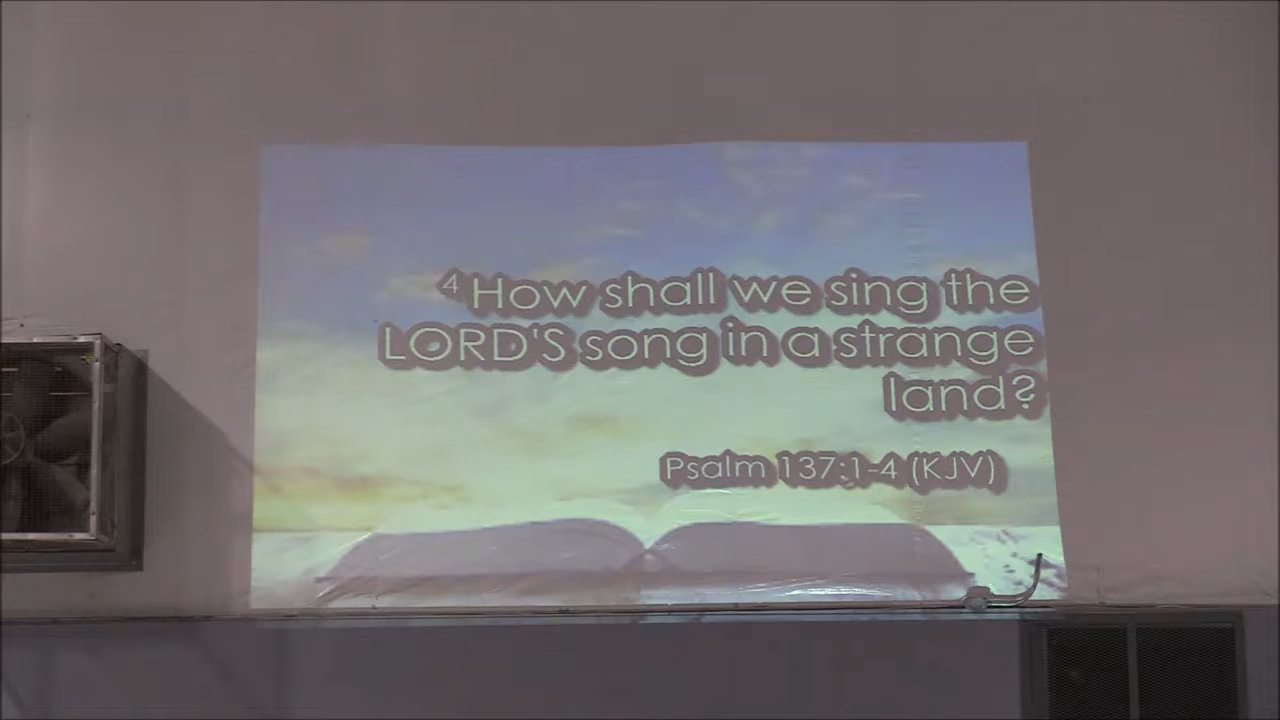 4 How shall we sing the
LORD'S song in a strange
land?
Psalm 137:1-4 (KJV)